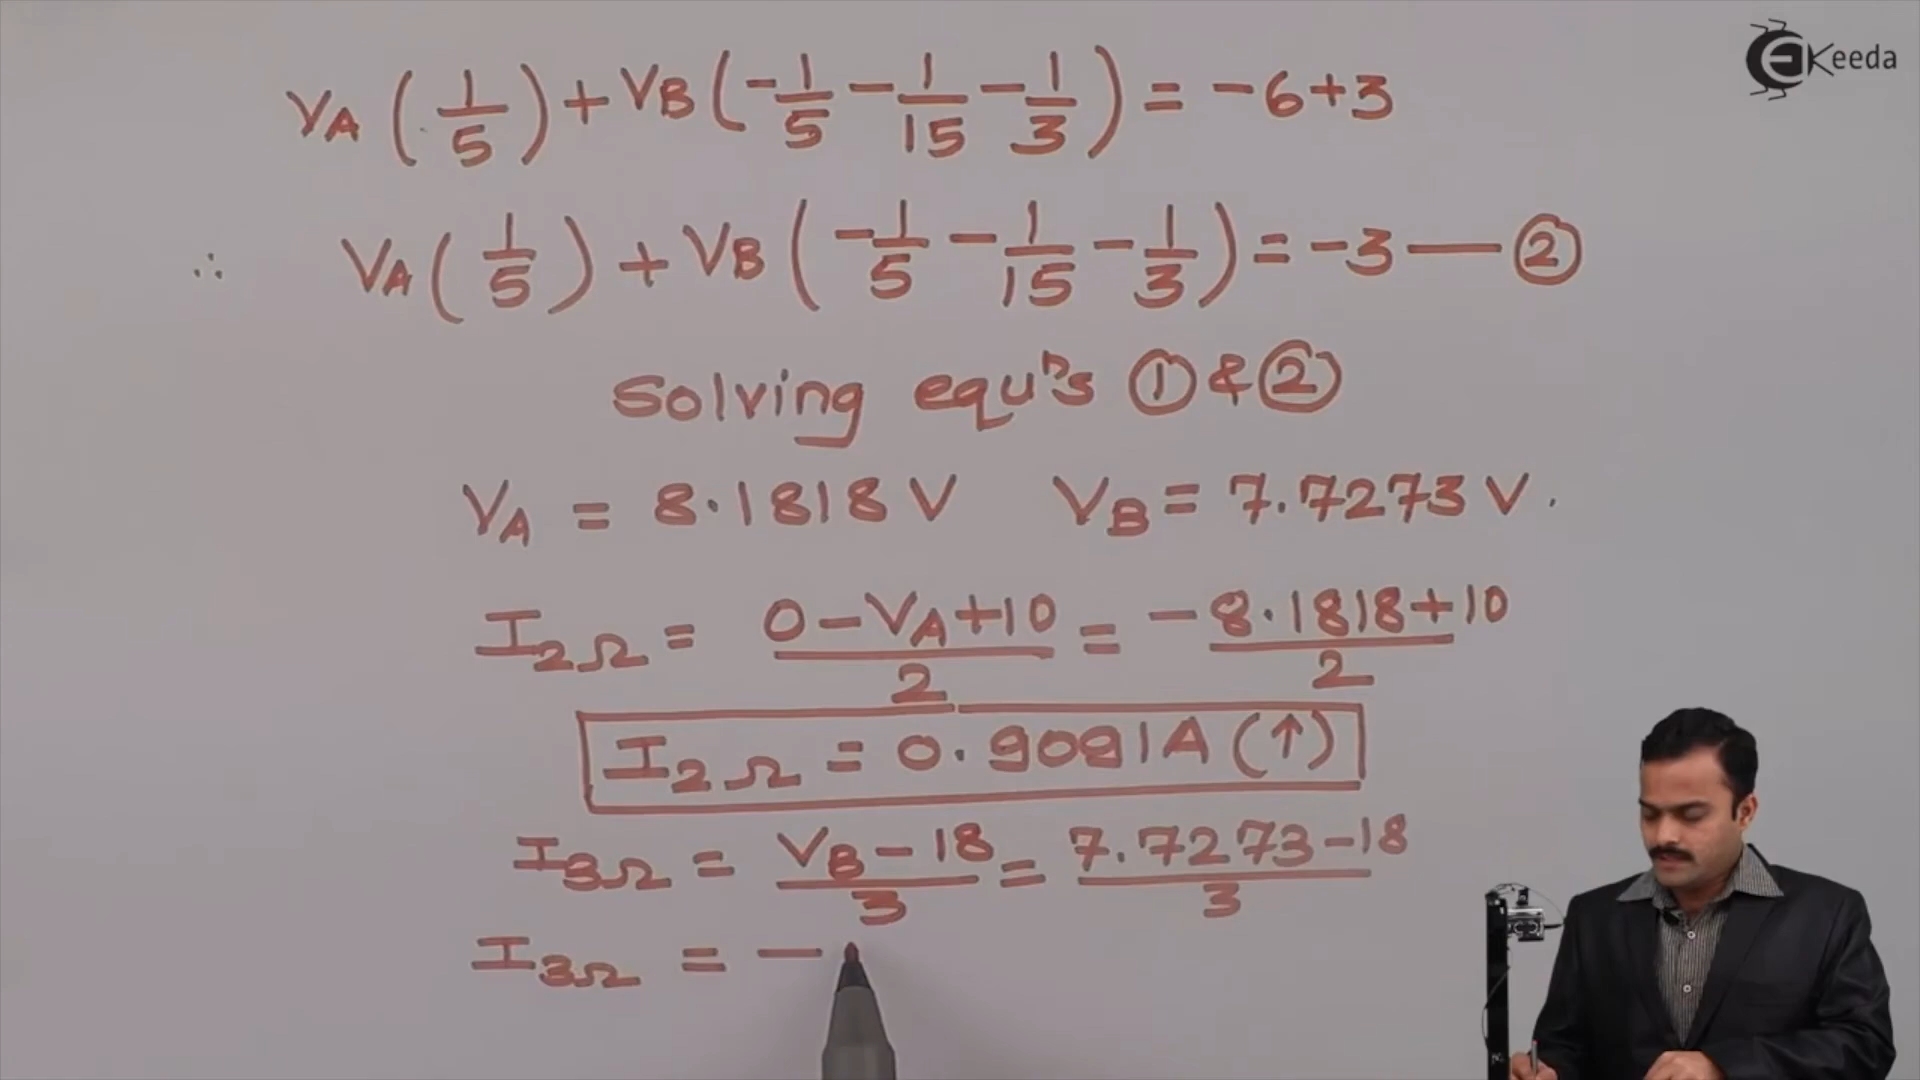 EKeeda
VA (1/5) + VB (-1/5 - 1/15 - 1/3) = -6+3
∴ VA (1/5) + VB (-1/5 - 1/15 - 1/3) = -3 — ②
Solving equⁿs ① & ②
VA = 8.1818 V VB = 7.7273 V.
I2Ω = (0-VA+10)/2 = (-8.1818+10)/2
I2Ω = 0.9091A (↑)
I3Ω = (VB-18)/3 = (7.7273-18)/3
I3Ω = -